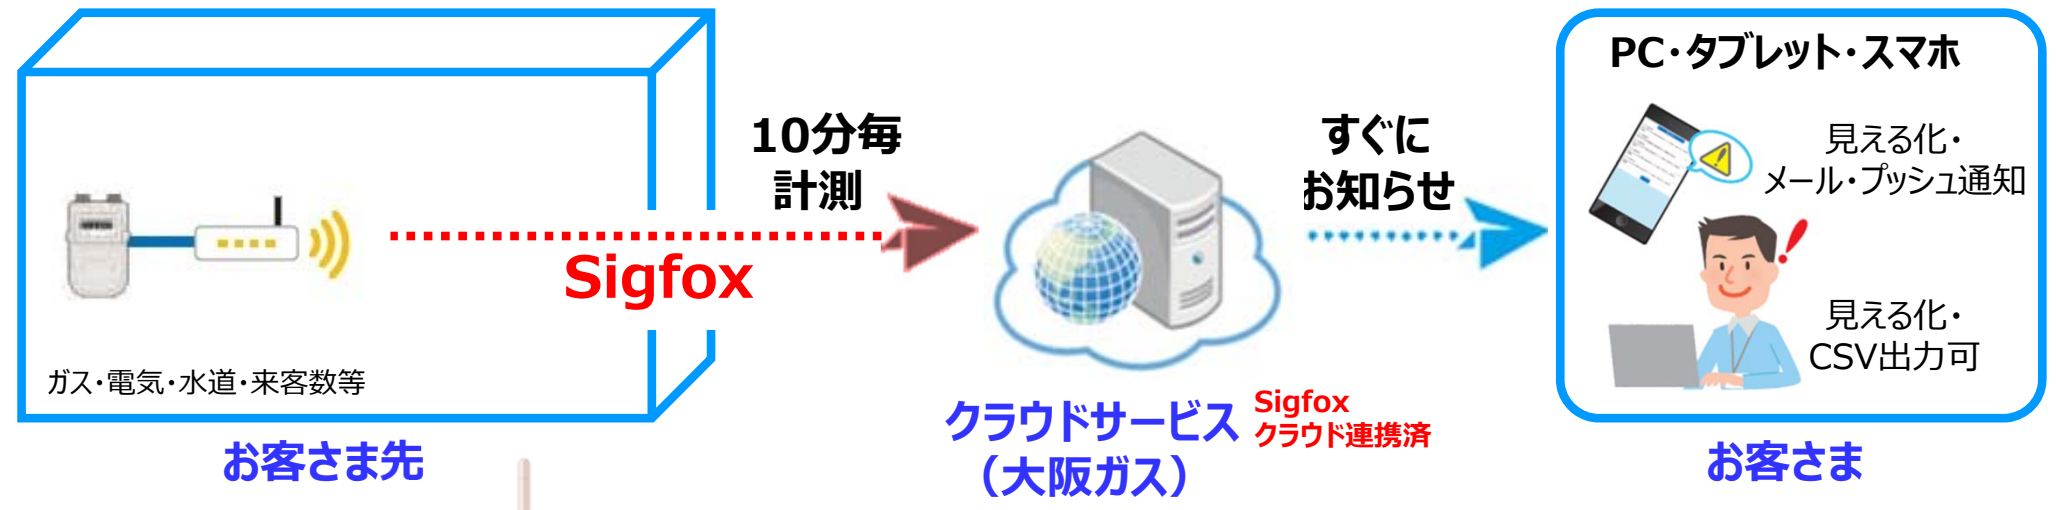 10分毎
計測
Sigfox
ガス・電気・水道・来客数等
お客さま先
クラウドサービス
（大阪ガス）
Sigfox
クラウド連携済
すぐに
お知らせ
PC・タブレット・スマホ
見える化・
メール・プッシュ通知
見える化・
CSV出力可
お客さま